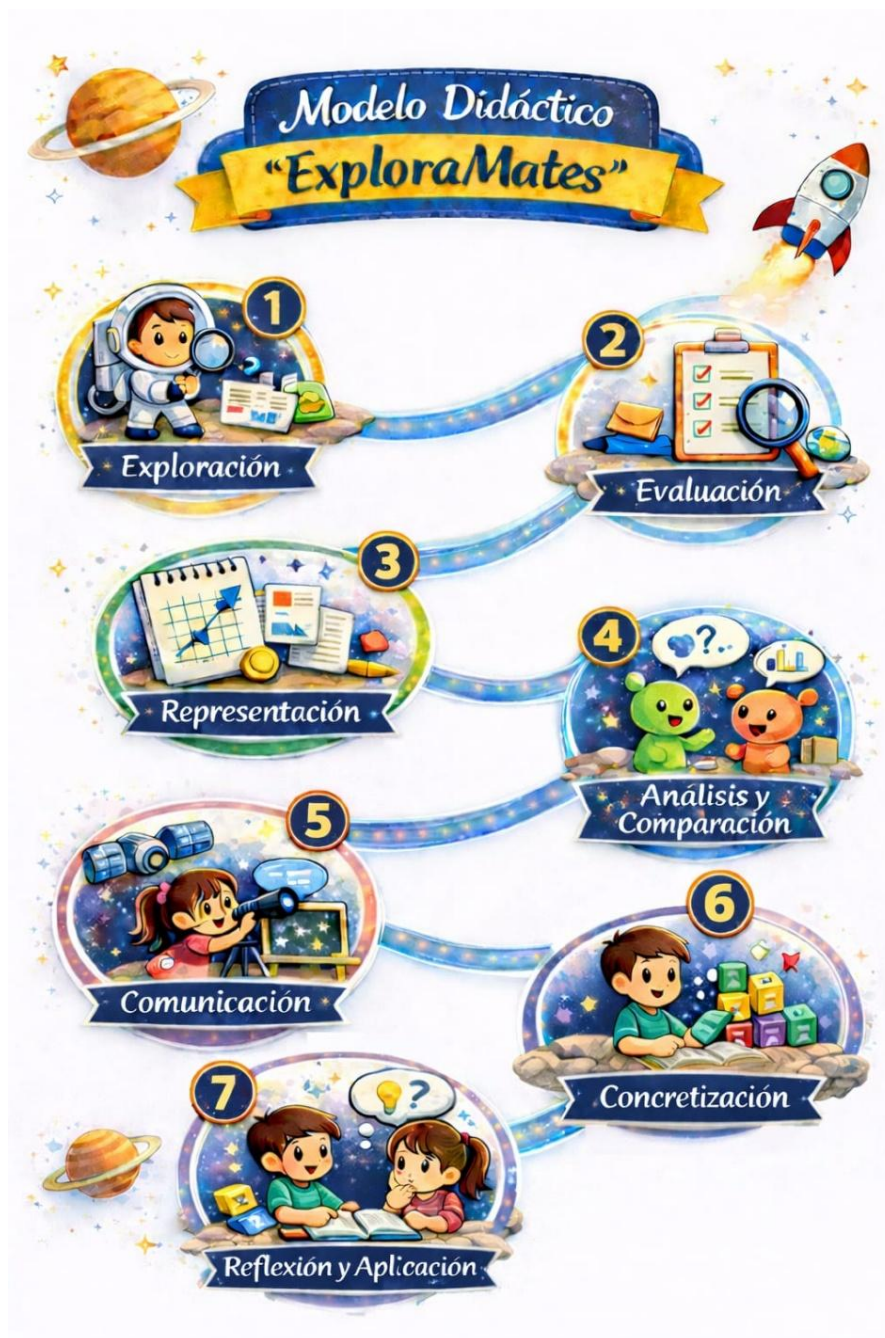 Modelo Didáctico
“ExploraMates”
1
Exploración
2
Evaluación
3
Representación
4
?
Análisis y
Comparación
5
Comunicación
6
Concretización
7
?
Reflexión y Aplicación